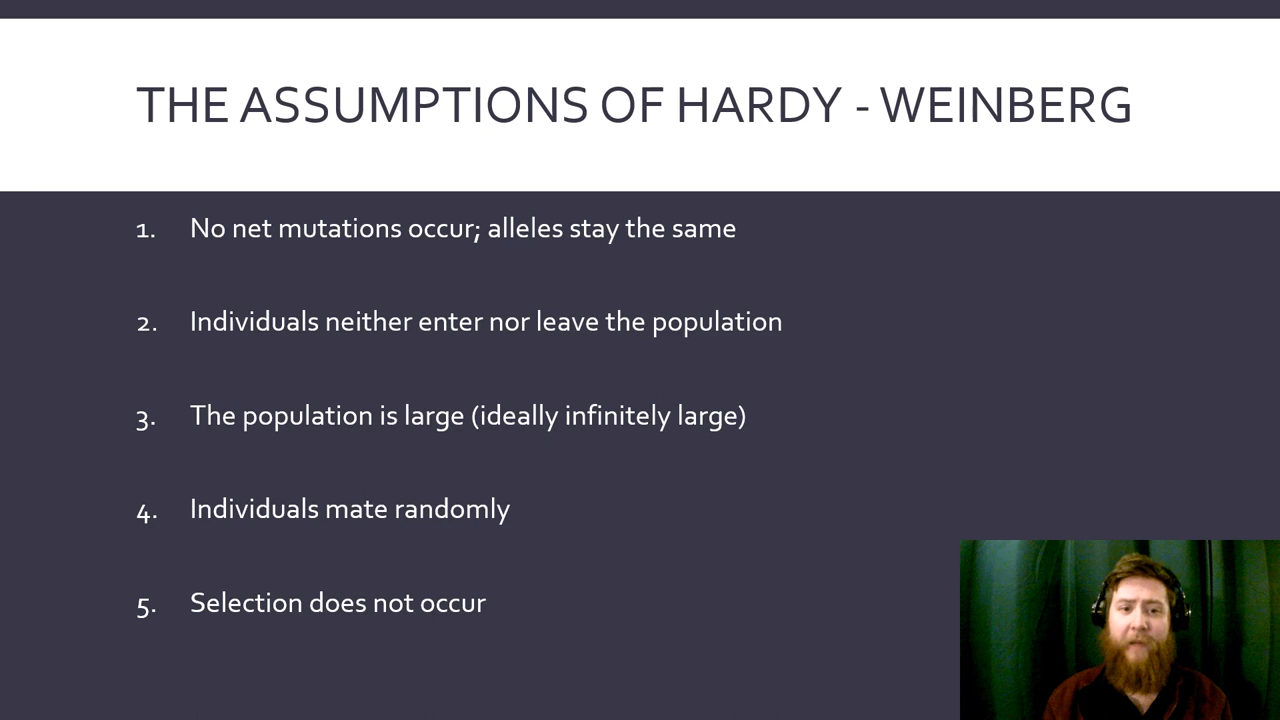 THE ASSUMPTIONS OF HARDY - WEINBERG
1. No net mutations occur; alleles stay the same
2. Individuals neither enter nor leave the population
3. The population is large (ideally infinitely large)
4. Individuals mate randomly
5. Selection does not occur